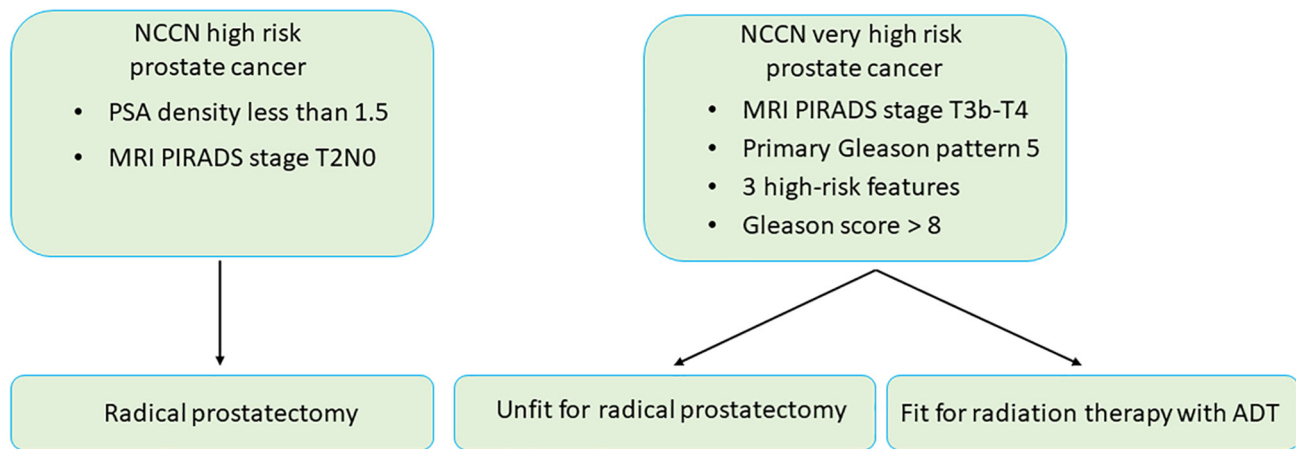 NCCN high risk
prostate cancer
• PSA density less than 1.5
• MRI PIRADS stage T2N0
NCCN very high risk
prostate cancer
• MRI PIRADS stage T3b-T4
• Primary Gleason pattern 5
• 3 high-risk features
• Gleason score > 8
Radical prostatectomy
Unfit for radical prostatectomy
Fit for radiation therapy with ADT